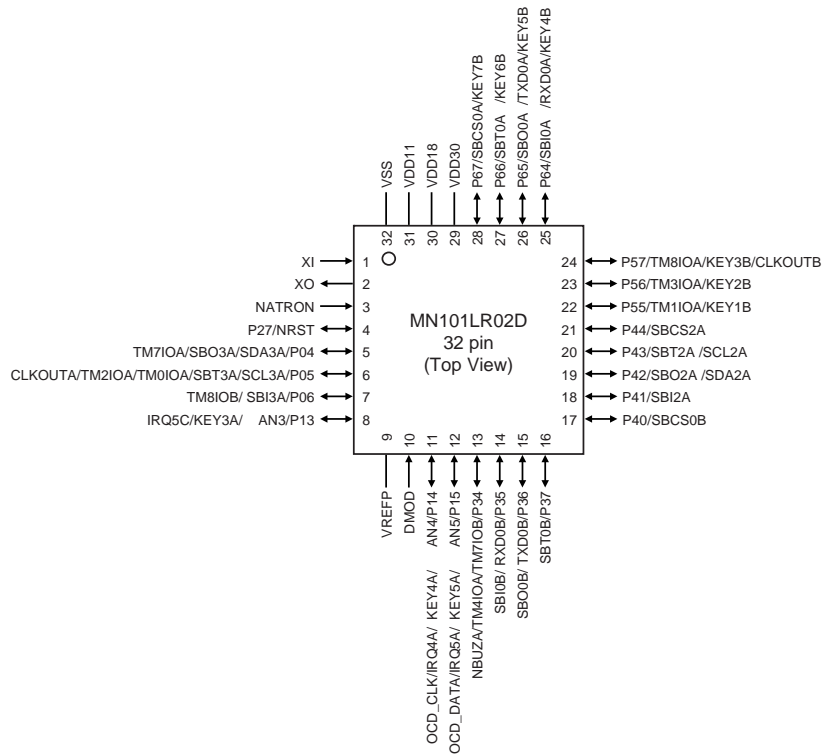 P67/SBCS0A/KEY7B
P66/SBT0A /KEY6B
P65/SBO0A /TXD0A/KEY5B
P64/SBI0A /RXD0A/KEY4B
VSS
VDD11
VDD18
VDD30
32
31
30
29
28
27
26
25
XI 1
XO 2
NATRON 3
P27/NRST 4
TM7IOA/SBO3A/SDA3A/P04 5
CLKOUTA/TM2IOA/TM0IOA/SBT3A/SCL3A/P05 6
TM8IOB/ SBI3A/P06 7
IRQ5C/KEY3A/ AN3/P13 8
MN101LR02D
32 pin
(Top View)
24 P57/TM8IOA/KEY3B/CLKOUTB
23 P56/TM3IOA/KEY2B
22 P55/TM1IOA/KEY1B
21 P44/SBCS2A
20 P43/SBT2A /SCL2A
19 P42/SBO2A /SDA2A
18 P41/SBI2A
17 P40/SBCS0B
9
10
11
12
13
14
15
16
VREFP
DMOD
OCD_CLK/IRQ4A/ KEY4A/ AN4/P14
OCD_DATA/IRQ5A/ KEY5A/ AN5/P15
NBUZA/TM4IOA/TM7IOB/P34
SBI0B/ RXD0B/P35
SBO0B/ TXD0B/P36
SBT0B/P37